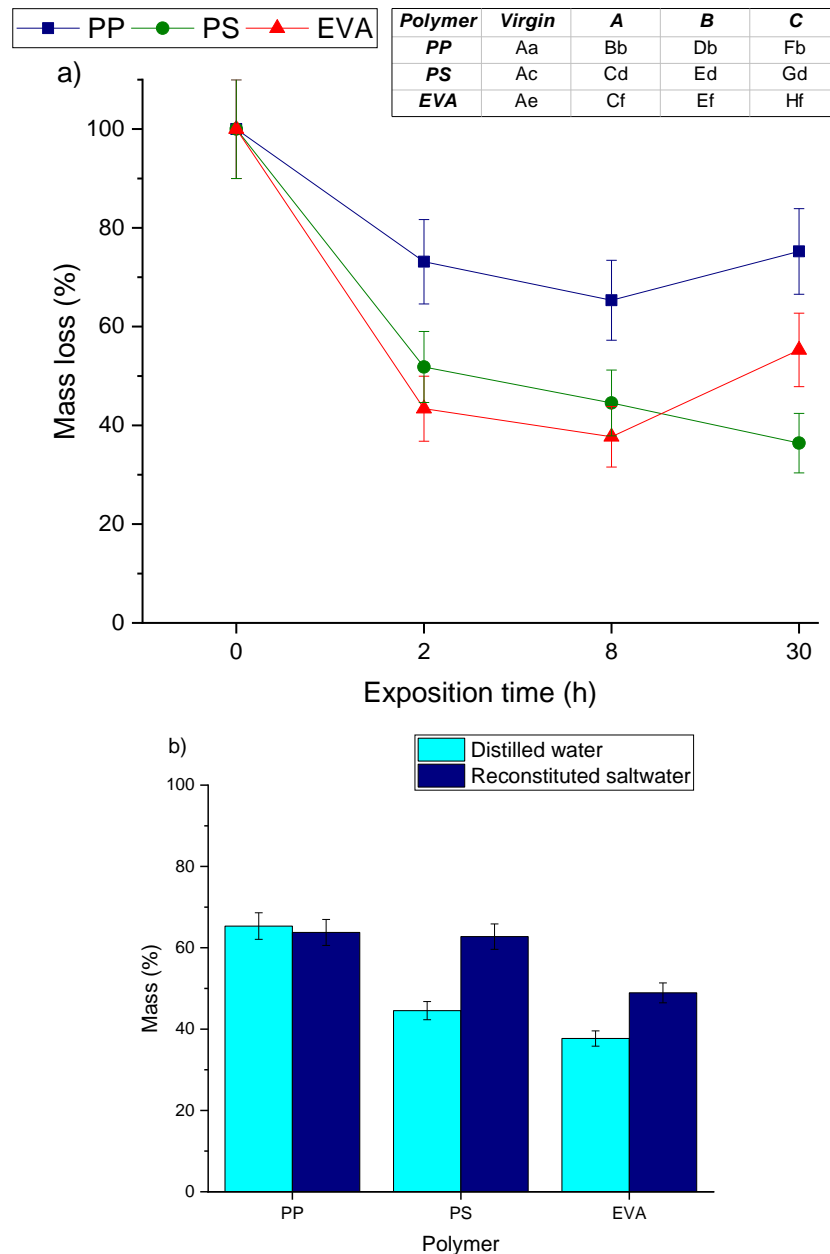 PP PS EVA
Polymer Virgin A B C
PP Aa Bb Db Fb
PS Ac Cd Ed Gd
EVA Ae Cf Ef Hf
a)
100
80
60
40
20
0
Mass loss (%)
0 2 8 30
Exposition time (h)
b)
Distilled water
Reconstituted saltwater
100
80
60
40
20
0
Mass (%)
PP PS EVA
Polymer